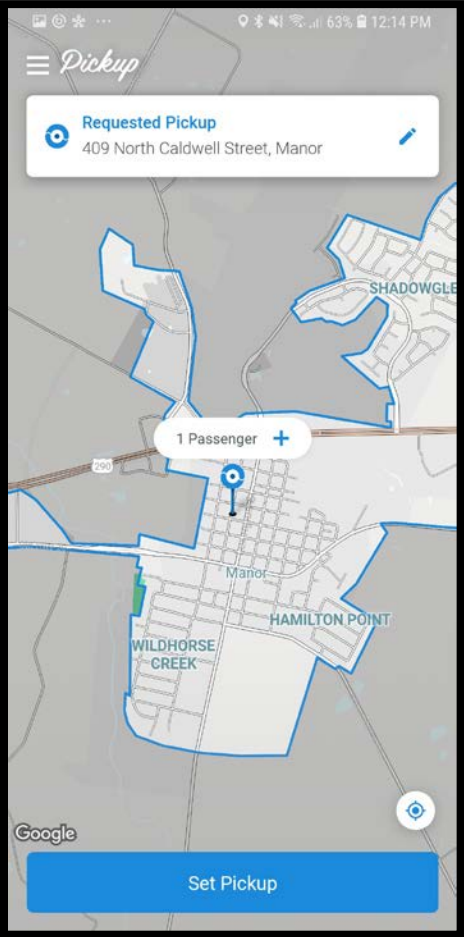 63% 12:14 PM
Pickup
Requested Pickup
409 North Caldwell Street, Manor
SHADOWGLE
1 Passenger +
290
Manor
HAMILTON POINT
WILDHORSE
CREEK
Google
Set Pickup